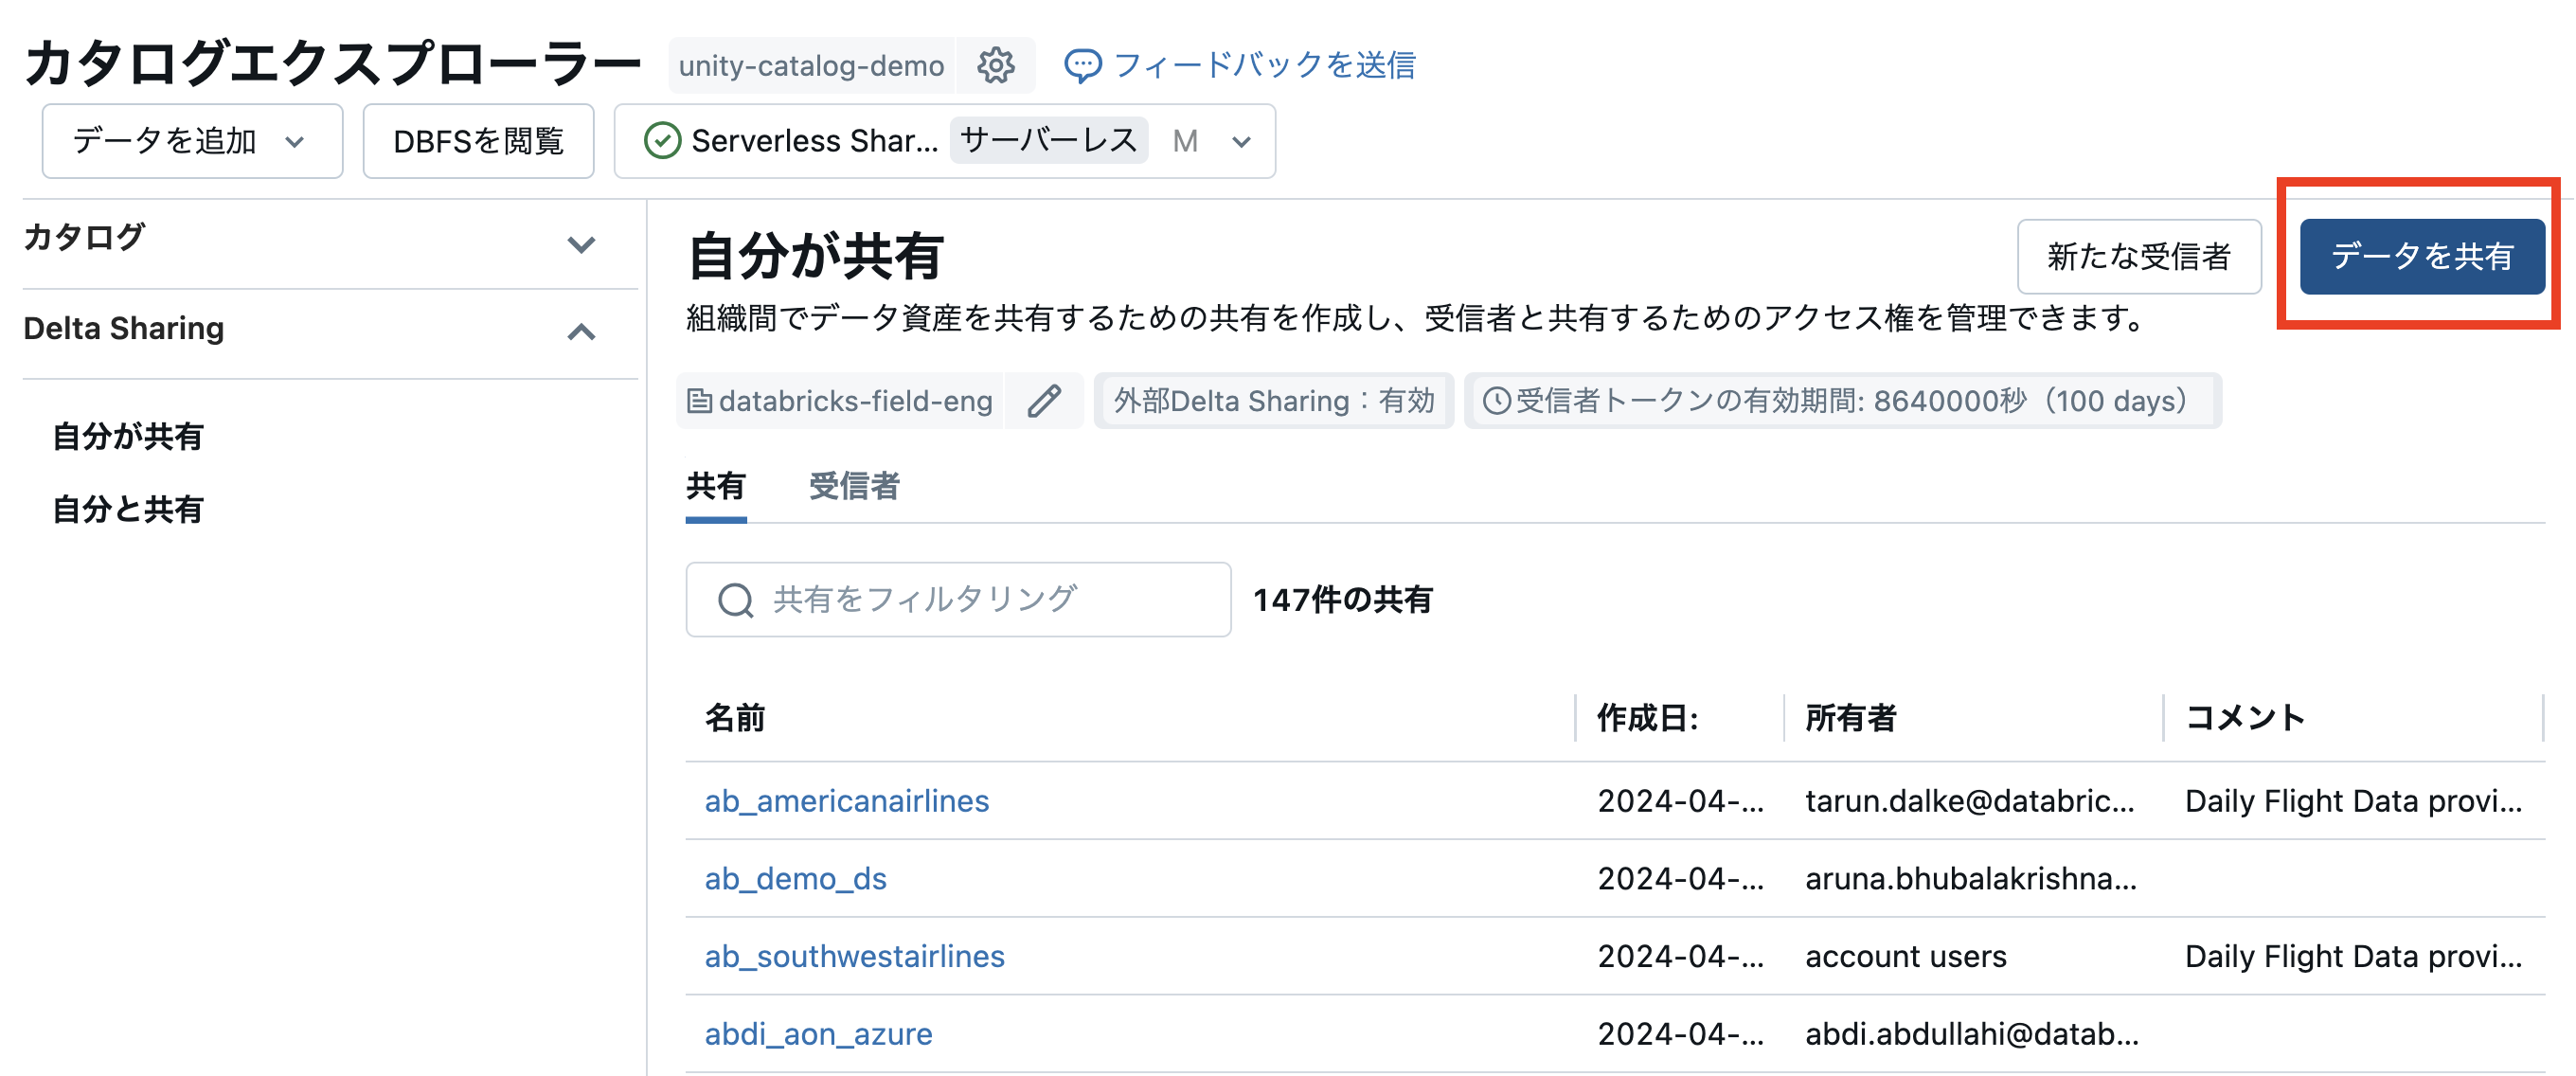 カタログエクスプローラー unity-catalog-demo フィードバックを送信
データを追加 DBFSを閲覧 Serverless Shar... サーバーレス M
カタログ
Delta Sharing
自分が共有
自分と共有
自分が共有 新たな受信者 データを共有
組織間でデータ資産を共有するための共有を作成し、受信者と共有するためのアクセス権を管理できます。
databricks-field-eng 外部Delta Sharing：有効 受信者トークンの有効期間: 8640000秒（100 days）
共有 受信者
共有をフィルタリング 147件の共有
名前 作成日: 所有者 コメント
ab_americanairlines 2024-04-... tarun.dalke@databric... Daily Flight Data provi...
ab_demo_ds 2024-04-... aruna.bhubalakrishna...
ab_southwestairlines 2024-04-... account users Daily Flight Data provi...
abdi_aon_azure 2024-04-... abdi.abdullahi@datab...